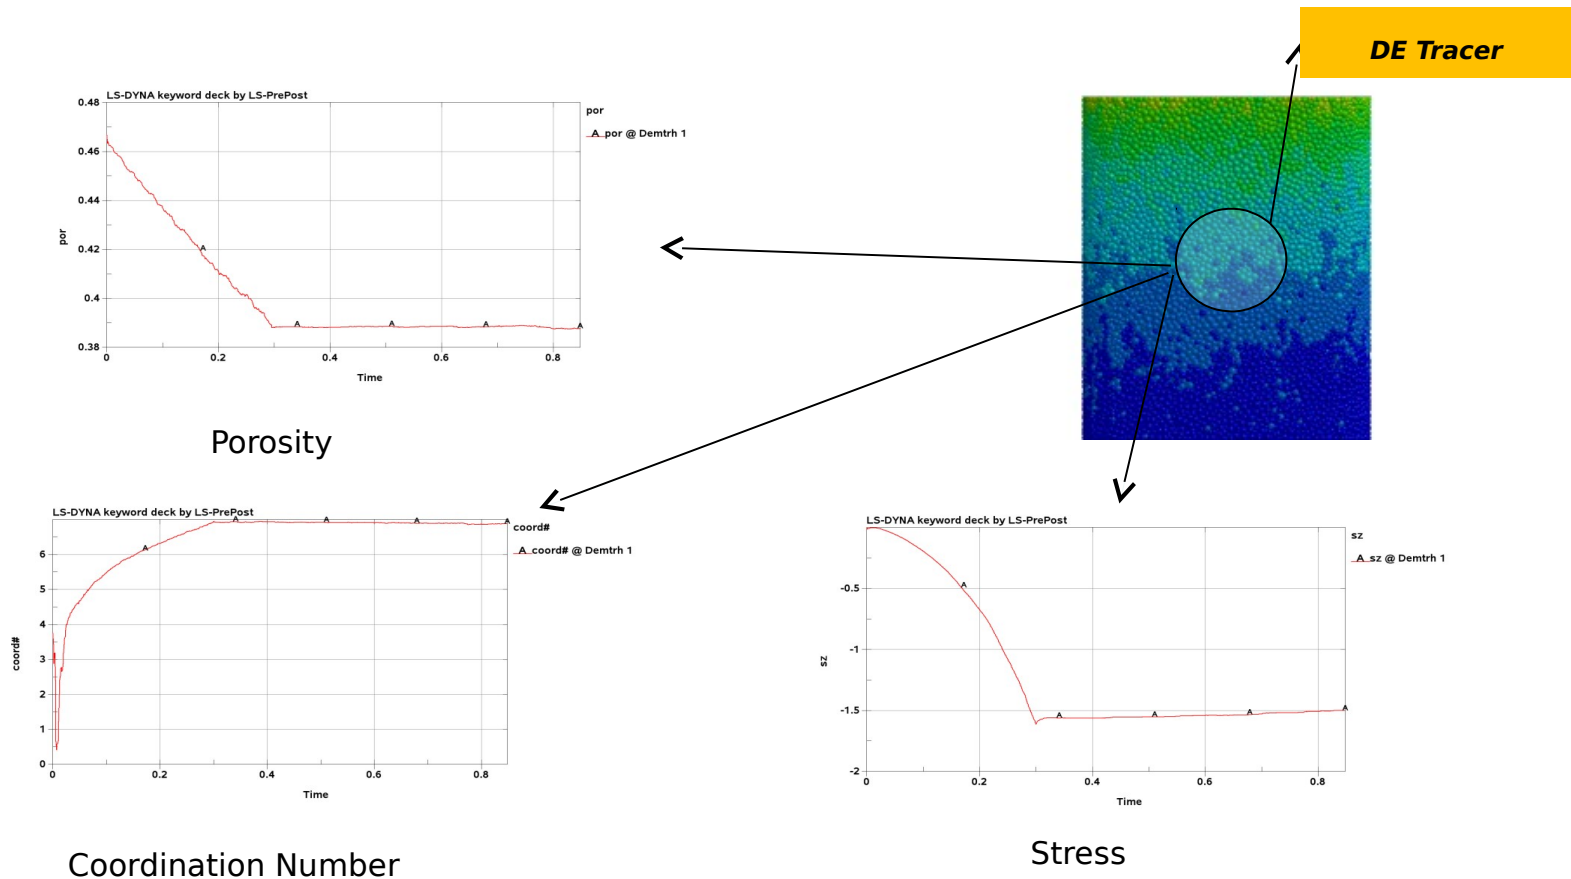 DE Tracer
LS-DYNA keyword deck by LS-PrePost
por
A por @ Demtrh 1
0.48
0.46
0.44
0.42
0.4
0.38
por
A
A
A
A
A
0
0.2
0.4
0.6
0.8
Time
Porosity
LS-DYNA keyword deck by LS-PrePost
coord#
A coord# @ Demtrh 1
6
5
4
3
2
1
0
coord#
A
A
A
A
A
0
0.2
0.4
0.6
0.8
Time
Coordination Number
LS-DYNA keyword deck by LS-PrePost
sz
A sz @ Demtrh 1
-0.5
-1
-1.5
-2
sz
A
A
A
A
A
0
0.2
0.4
0.6
0.8
Time
Stress